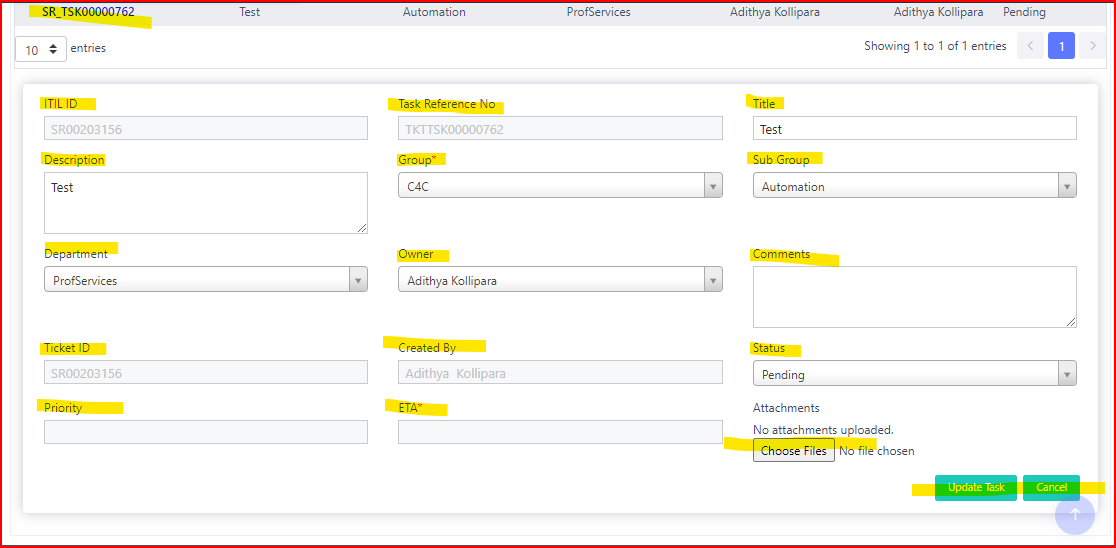 SR_TSK00000762 Test Automation ProfServices Adithya Kollipara Adithya Kollipara Pending
10 entries Showing 1 to 1 of 1 entries < 1 >
ITIL ID Task Reference No Title
SR00203156 TKTTSK00000762 Test
Description Group* Sub Group
Test C4C Automation
Department Owner Comments
ProfServices Adithya Kollipara
Ticket ID Created By Status
SR00203156 Adithya Kollipara Pending
Priority ETA* Attachments
No attachments uploaded.
Choose Files No file chosen
Update Task Cancel